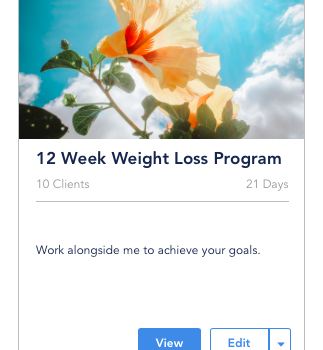 12 Week Weight Loss Program
10 Clients 21 Days
Work alongside me to achieve your goals.
View Edit